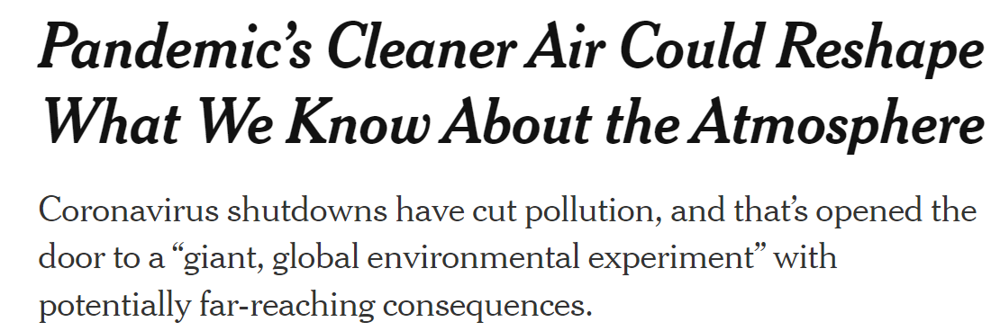 Pandemic’s Cleaner Air Could Reshape
What We Know About the Atmosphere
Coronavirus shutdowns have cut pollution, and that’s opened the
door to a “giant, global environmental experiment” with
potentially far-reaching consequences.